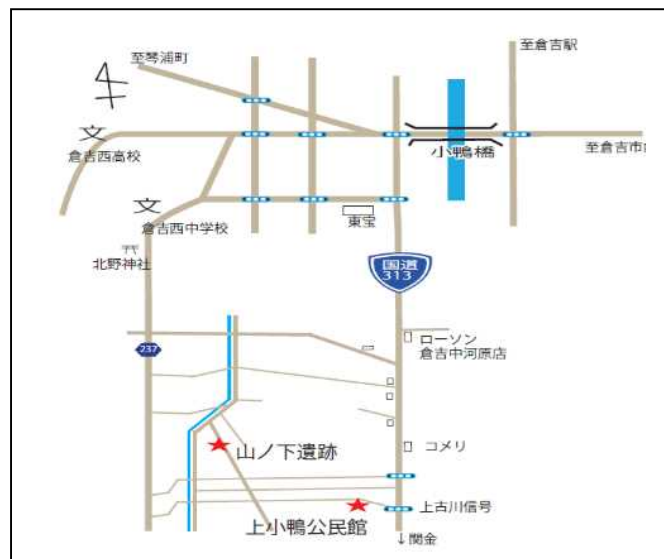 至倉吉駅
至琴浦町
文
倉吉西高校
小鴨橋
至倉吉市
文
倉吉西中学校
東宝
北野神社
国道
313
237
ローソン
倉吉中河原店
山ノ下遺跡
コメリ
上小鴨公民館
上古川信号
↓関金